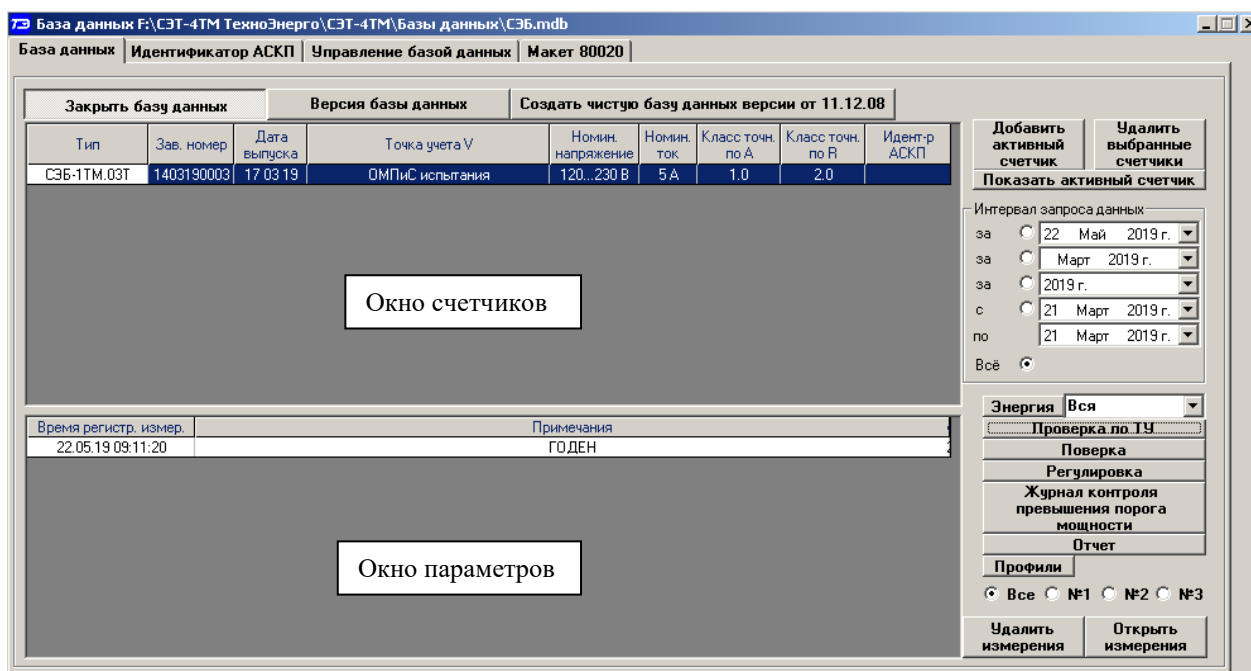 ТЭ База данных F:\СЭТ-4ТМ ТехноЭнерго\СЭТ-4ТМ\Базы данных\СЭБ.mdb
База данных Идентификатор АСКП Управление базой данных Макет 80020
Закрыть базу данных Версия базы данных Создать чистую базу данных версии от 11.12.08
Тип Зав. номер Дата выпуска Точка учета V Номин. напряжение Номин. ток Класс точн. по А Класс точн. по R Идент-р АСКП
СЭБ-1ТМ.03Т 1403190003 17 03 19 ОМПиС испытания 120...230 В 5 А 1.0 2.0
Окно счетчиков
Добавить активный счетчик
Удалить выбранные счетчики
Показать активный счетчик
Интервал запроса данных
за 22 Май 2019 г.
за Март 2019 г.
за 2019 г.
с 21 Март 2019 г.
по 21 Март 2019 г.
Всё
Время регистр. измер. Примечания
22.05.19 09:11:20 ГОДЕН
Окно параметров
Энергия Вся
Проверка по ТУ
Поверка
Регулировка
Журнал контроля
превышения порога
мощности
Отчет
Профили
Все №1 №2 №3
Удалить измерения
Открыть измерения